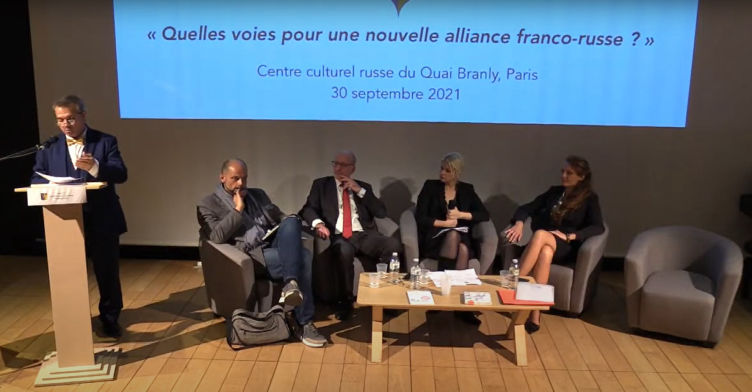 « Quelles voies pour une nouvelle alliance franco-russe ? »
Centre culturel russe du Quai Branly, Paris
30 septembre 2021